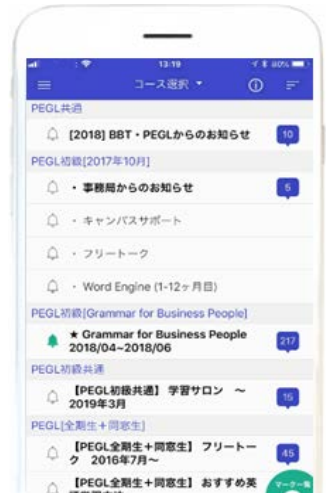 13:19
80%
コース選択
PEGL共通
[2018] BBT・PEGLからのお知らせ
10
PEGL初級[2017年10月]
・ 事務局からのお知らせ
5
・ キャンパスサポート
・ フリートーク
・ Word Engine (1-12ヶ月目)
PEGL初級[Grammar for Business People]
★ Grammar for Business People
2018/04~2018/06
217
PEGL初級共通
【PEGL初級共通】 学習サロン ～
2019年3月
15
PEGL[全期生+同窓生]
【PEGL全期生+同窓生】 フリートー
ク 2016年7月～
45
【PEGL全期生+同窓生】 おすすめ英
マーク一覧